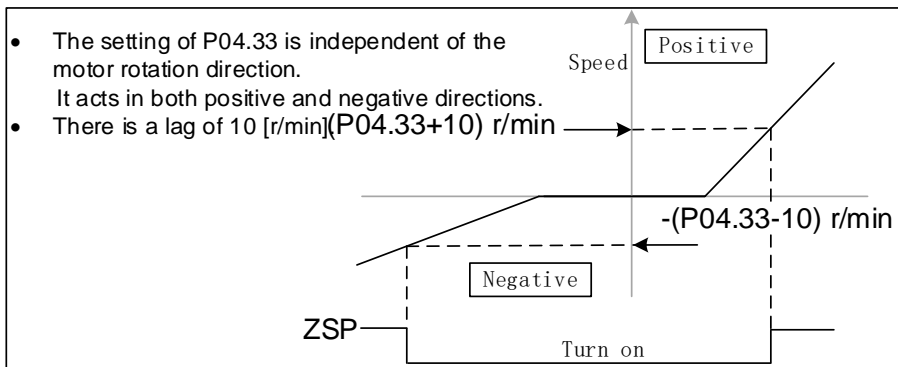 • The setting of P04.33 is independent of the
motor rotation direction.
It acts in both positive and negative directions.
• There is a lag of 10 [r/min](P04.33+10) r/min
Speed
Positive
-(P04.33-10) r/min
Negative
ZSP
Turn on